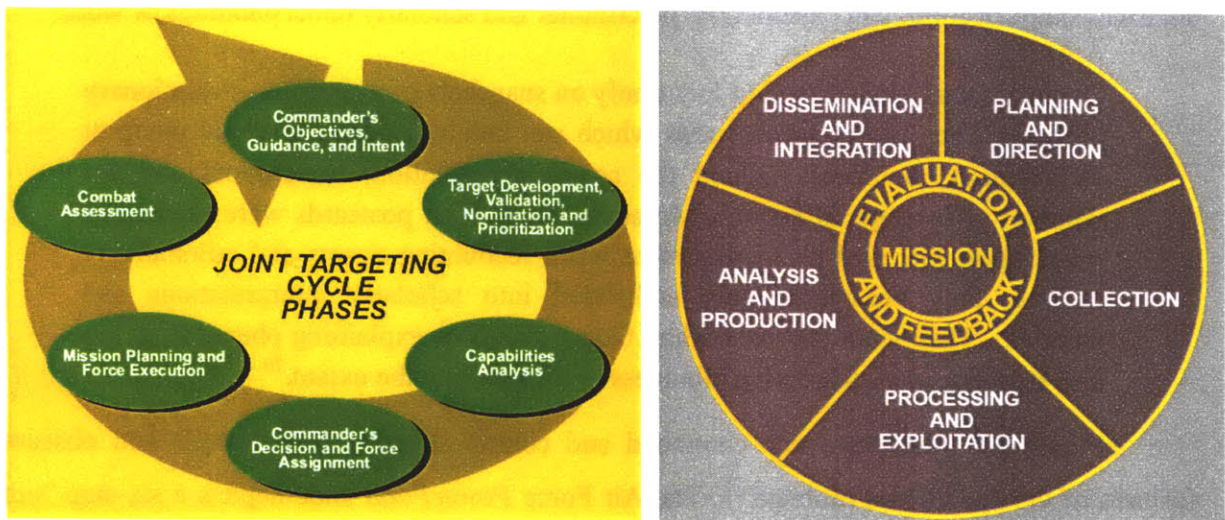 Commander's
Objectives,
Guidance, and Intent
Target Development,
Validation,
Nomination, and
Prioritization
Capabilities
Analysis
Commander's
Decision and Force
Assignment
Mission Planning and
Force Execution
Combat
Assessment
JOINT TARGETING
CYCLE
PHASES
DISSEMINATION
AND
INTEGRATION
PLANNING
AND
DIRECTION
COLLECTION
PROCESSING
AND
EXPLOITATION
ANALYSIS
AND
PRODUCTION
EVALUATION
AND FEEDBACK
MISSION